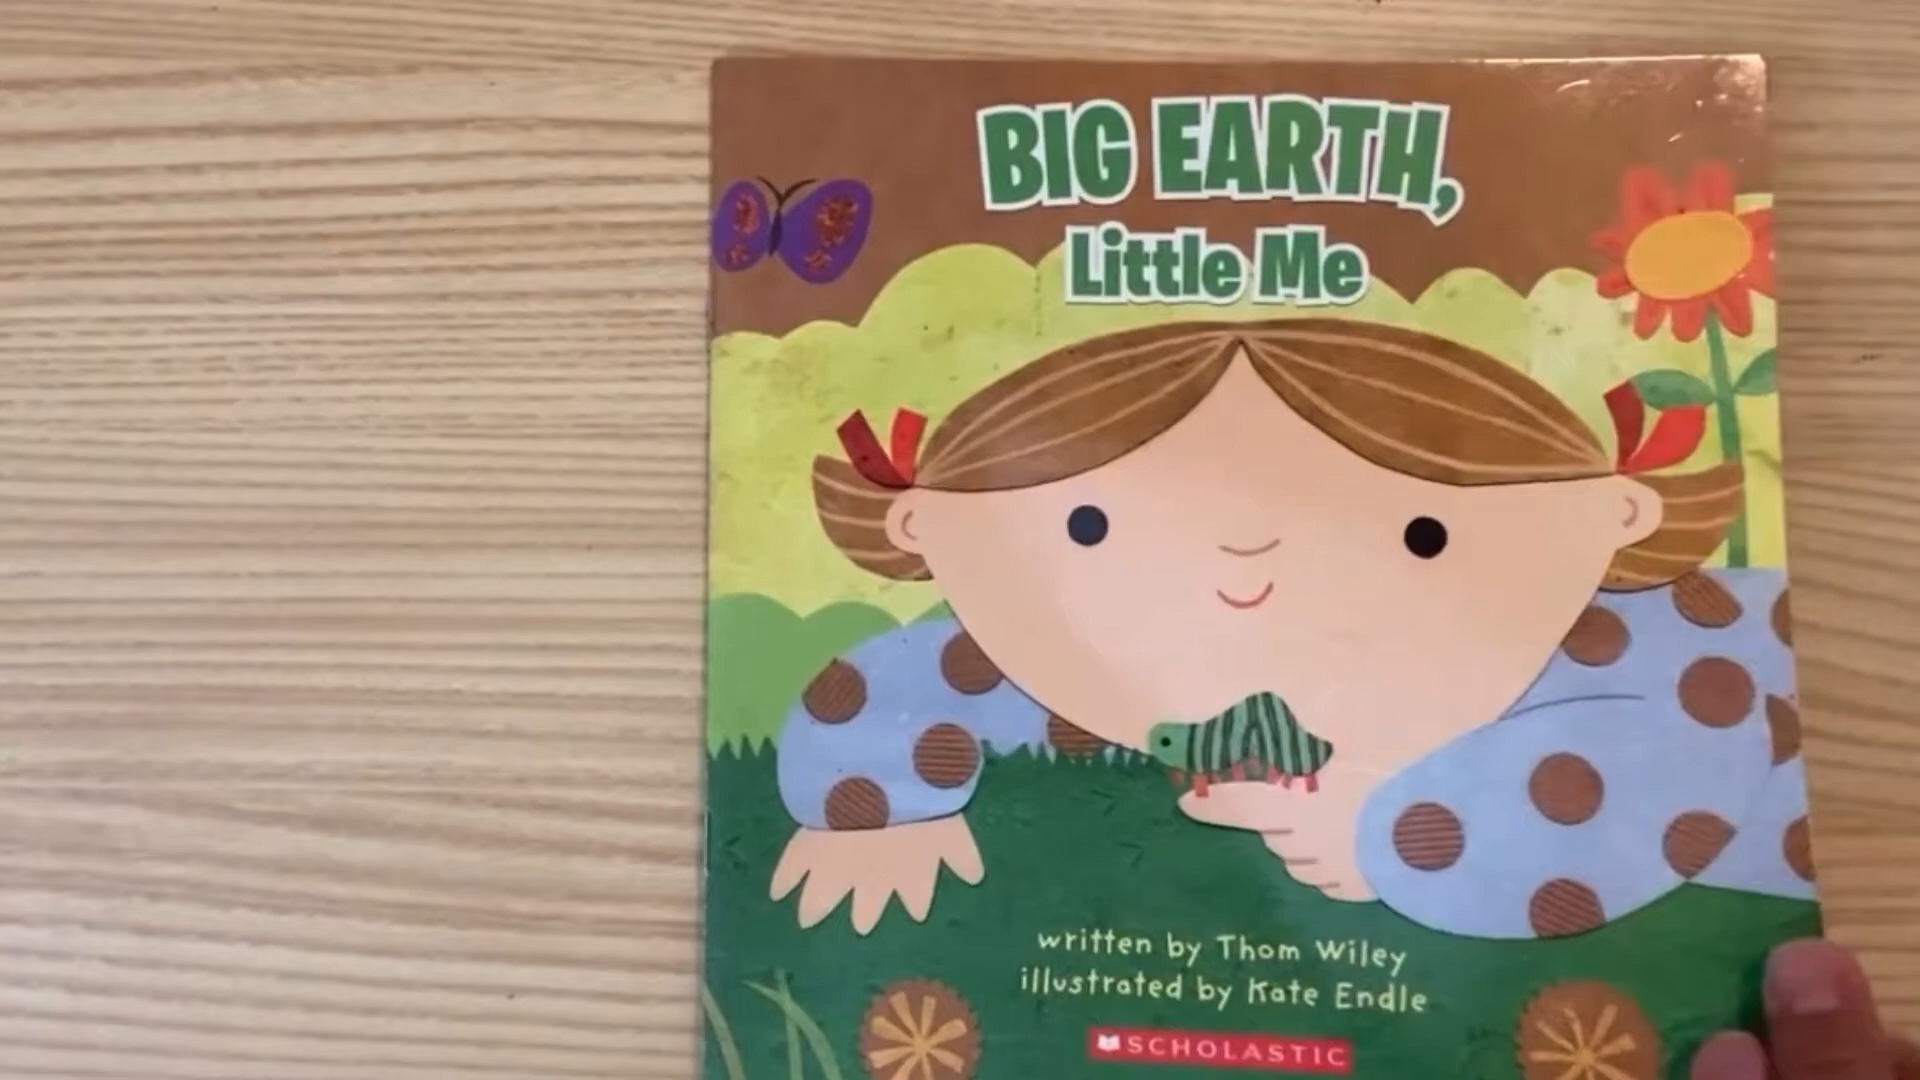 BIG EARTH,
Little Me
written by Thom Wiley
illustrated by Kate Endle
SCHOLASTIC